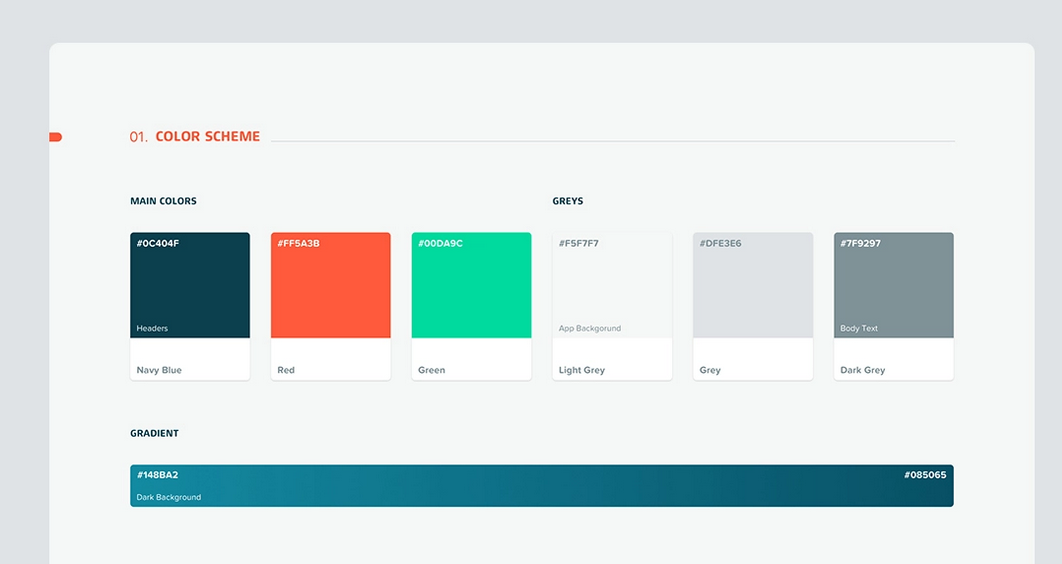 01. COLOR SCHEME
MAIN COLORS
GREYS
#0C404F
#FF5A3B
#00DA9C
#F5F7F7
#DFE3E6
#7F9297
Headers
App Backgorund
Body Text
Navy Blue
Red
Green
Light Grey
Grey
Dark Grey
GRADIENT
#148BA2
#085065
Dark Background